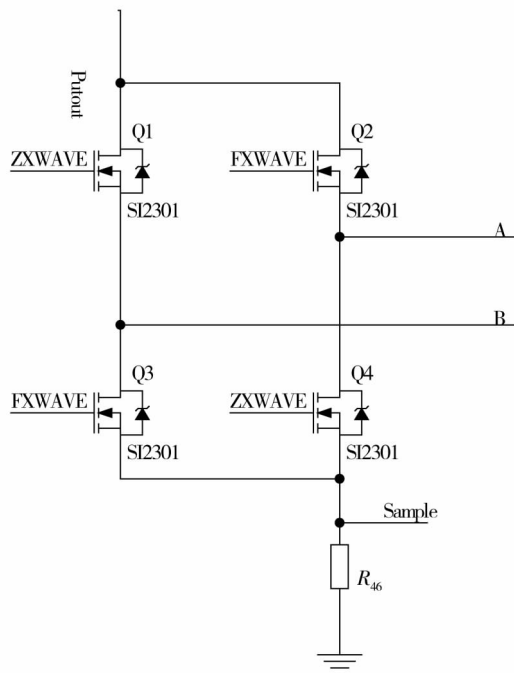 Putout
Q1
Q2
ZXWAVE
FXWAVE
SI2301
SI2301
A
B
Q3
Q4
FXWAVE
ZXWAVE
SI2301
SI2301
Sample
R46